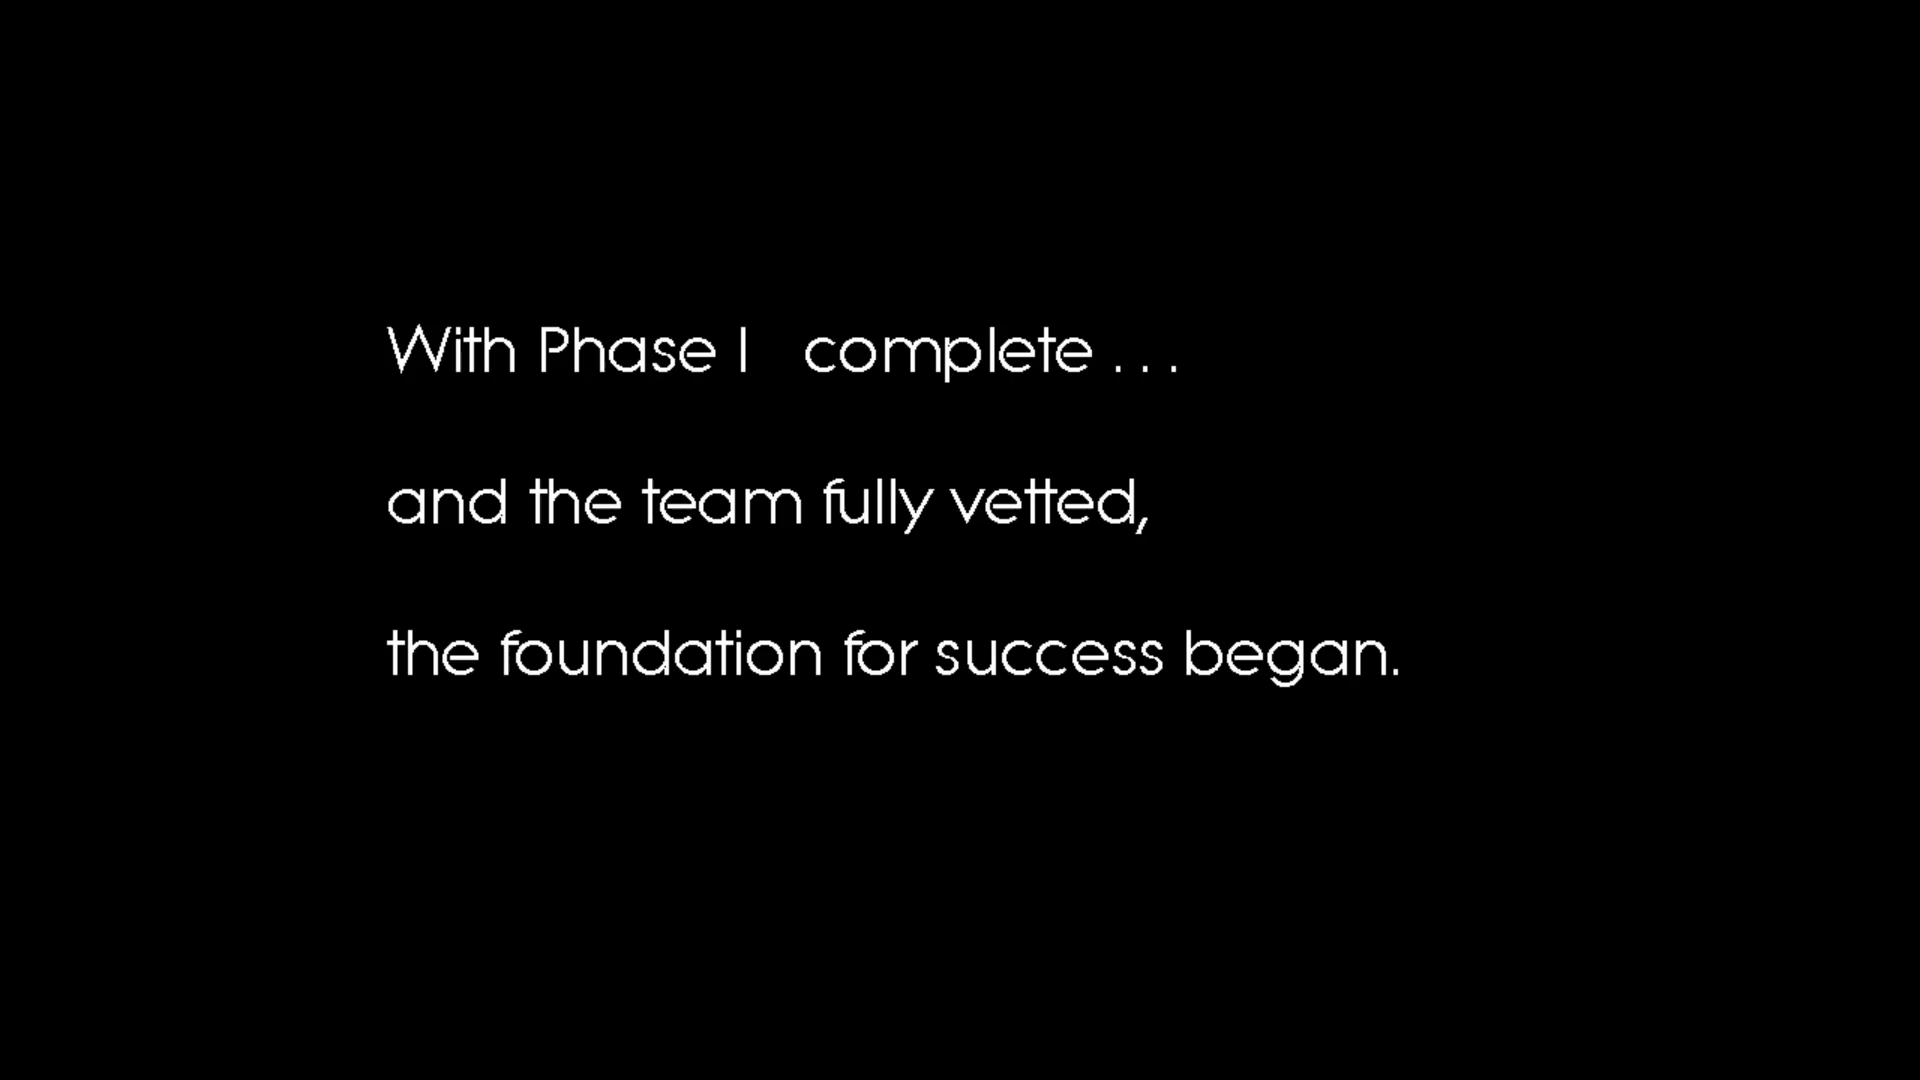 With Phase I complete . . .
and the team fully vetted,
the foundation for success began.